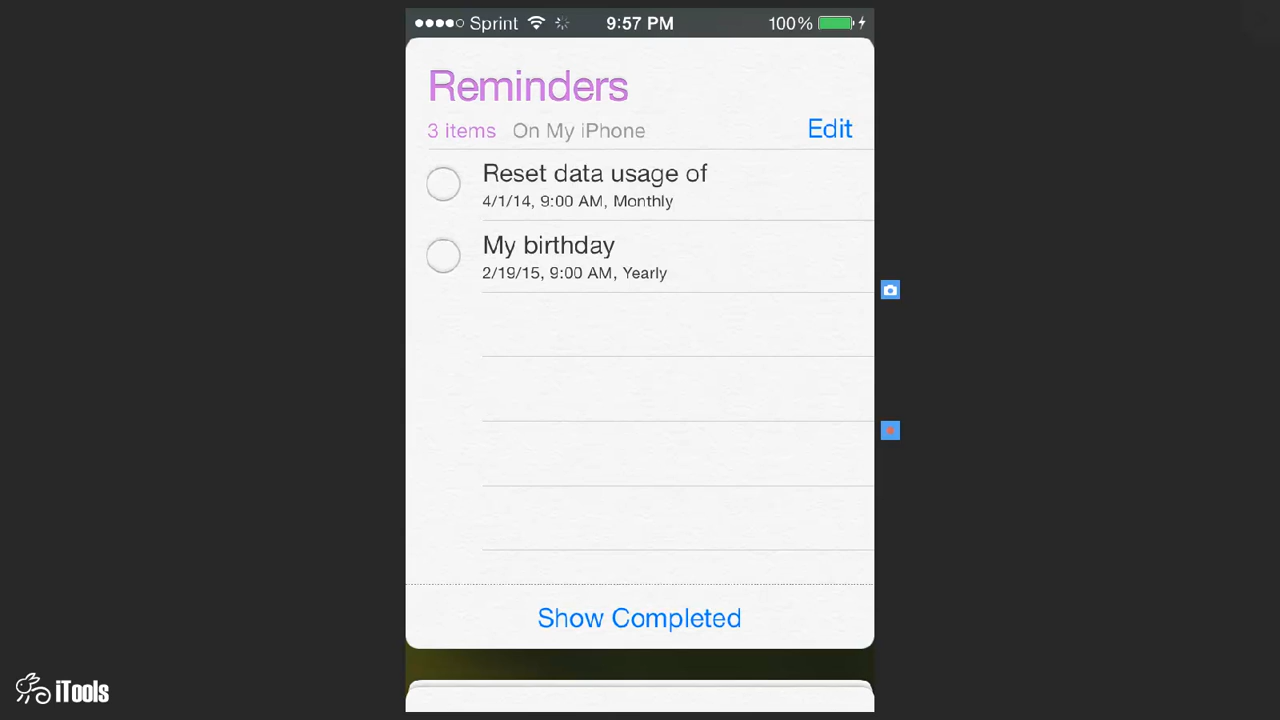 Sprint 9:57 PM 100%
Reminders
3 items On My iPhone Edit
Reset data usage of
4/1/14, 9:00 AM, Monthly
My birthday
2/19/15, 9:00 AM, Yearly
Show Completed
iTools